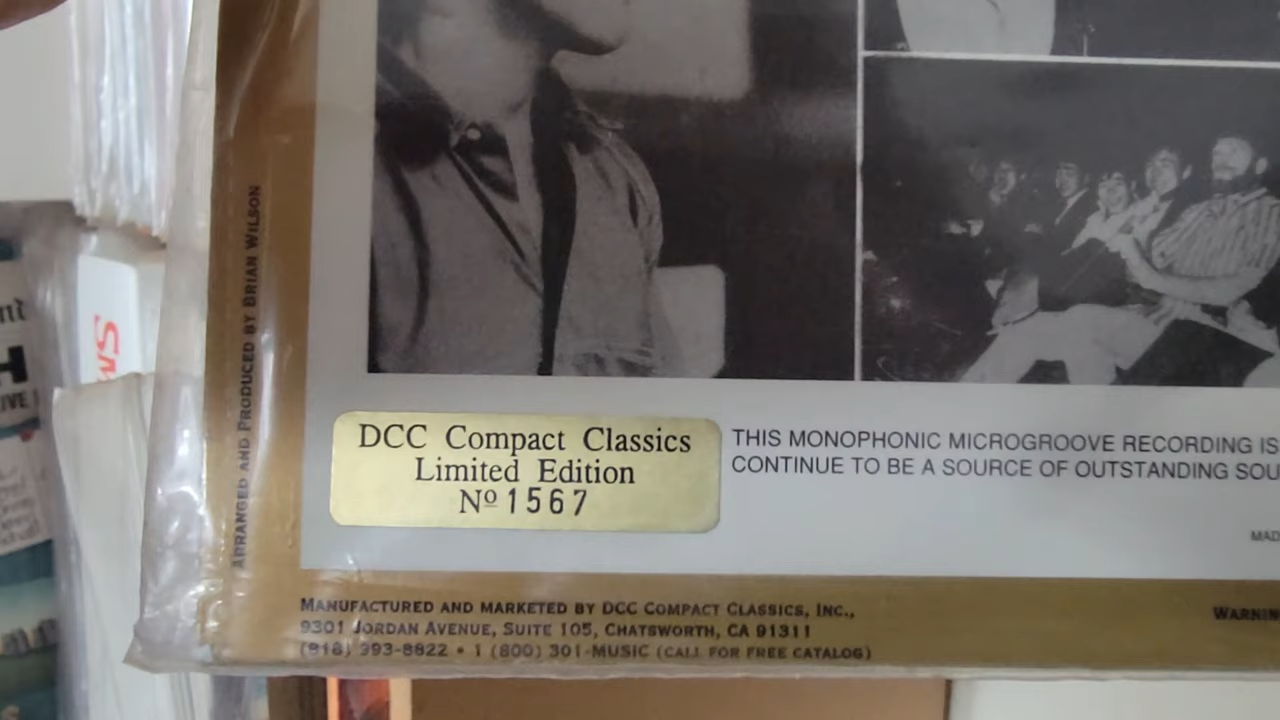 ARRANGED AND PRODUCED BY BRIAN WILSON
DCC Compact Classics
Limited Edition
Nº 1567
THIS MONOPHONIC MICROGROOVE RECORDING IS
CONTINUE TO BE A SOURCE OF OUTSTANDING SOU
MAD
MANUFACTURED AND MARKETED BY DCC COMPACT CLASSICS, INC.,
9301 JORDAN AVENUE, SUITE 105, CHATSWORTH, CA 91311
(818) 993-8822 • 1 (800) 301-MUSIC (CALL FOR FREE CATALOG)
WARNIN